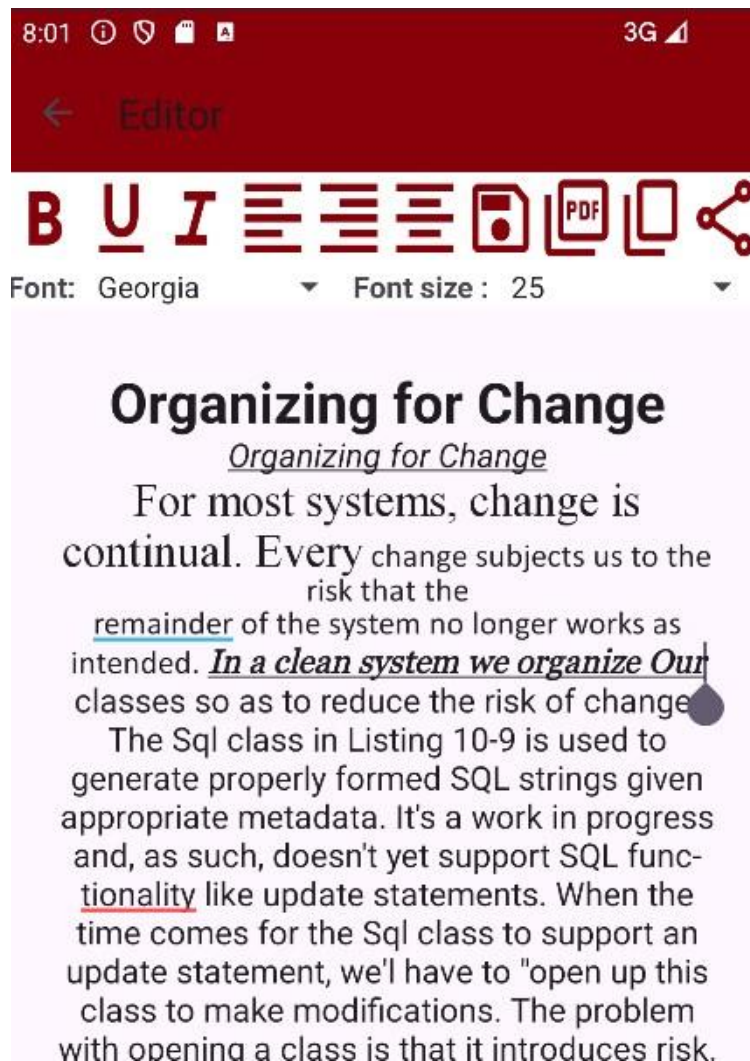 8:01 3G
Editor
B U I PDF
Font: Georgia Font size : 25
Organizing for Change
Organizing for Change
For most systems, change is
continual. Every change subjects us to the
risk that the
remainder of the system no longer works as
intended. In a clean system we organize Our
classes so as to reduce the risk of change
The Sql class in Listing 10-9 is used to
generate properly formed SQL strings given
appropriate metadata. It's a work in progress
and, as such, doesn't yet support SQL func-
tionality like update statements. When the
time comes for the Sql class to support an
update statement, we'l have to "open up this
class to make modifications. The problem
with opening a class is that it introduces risk.